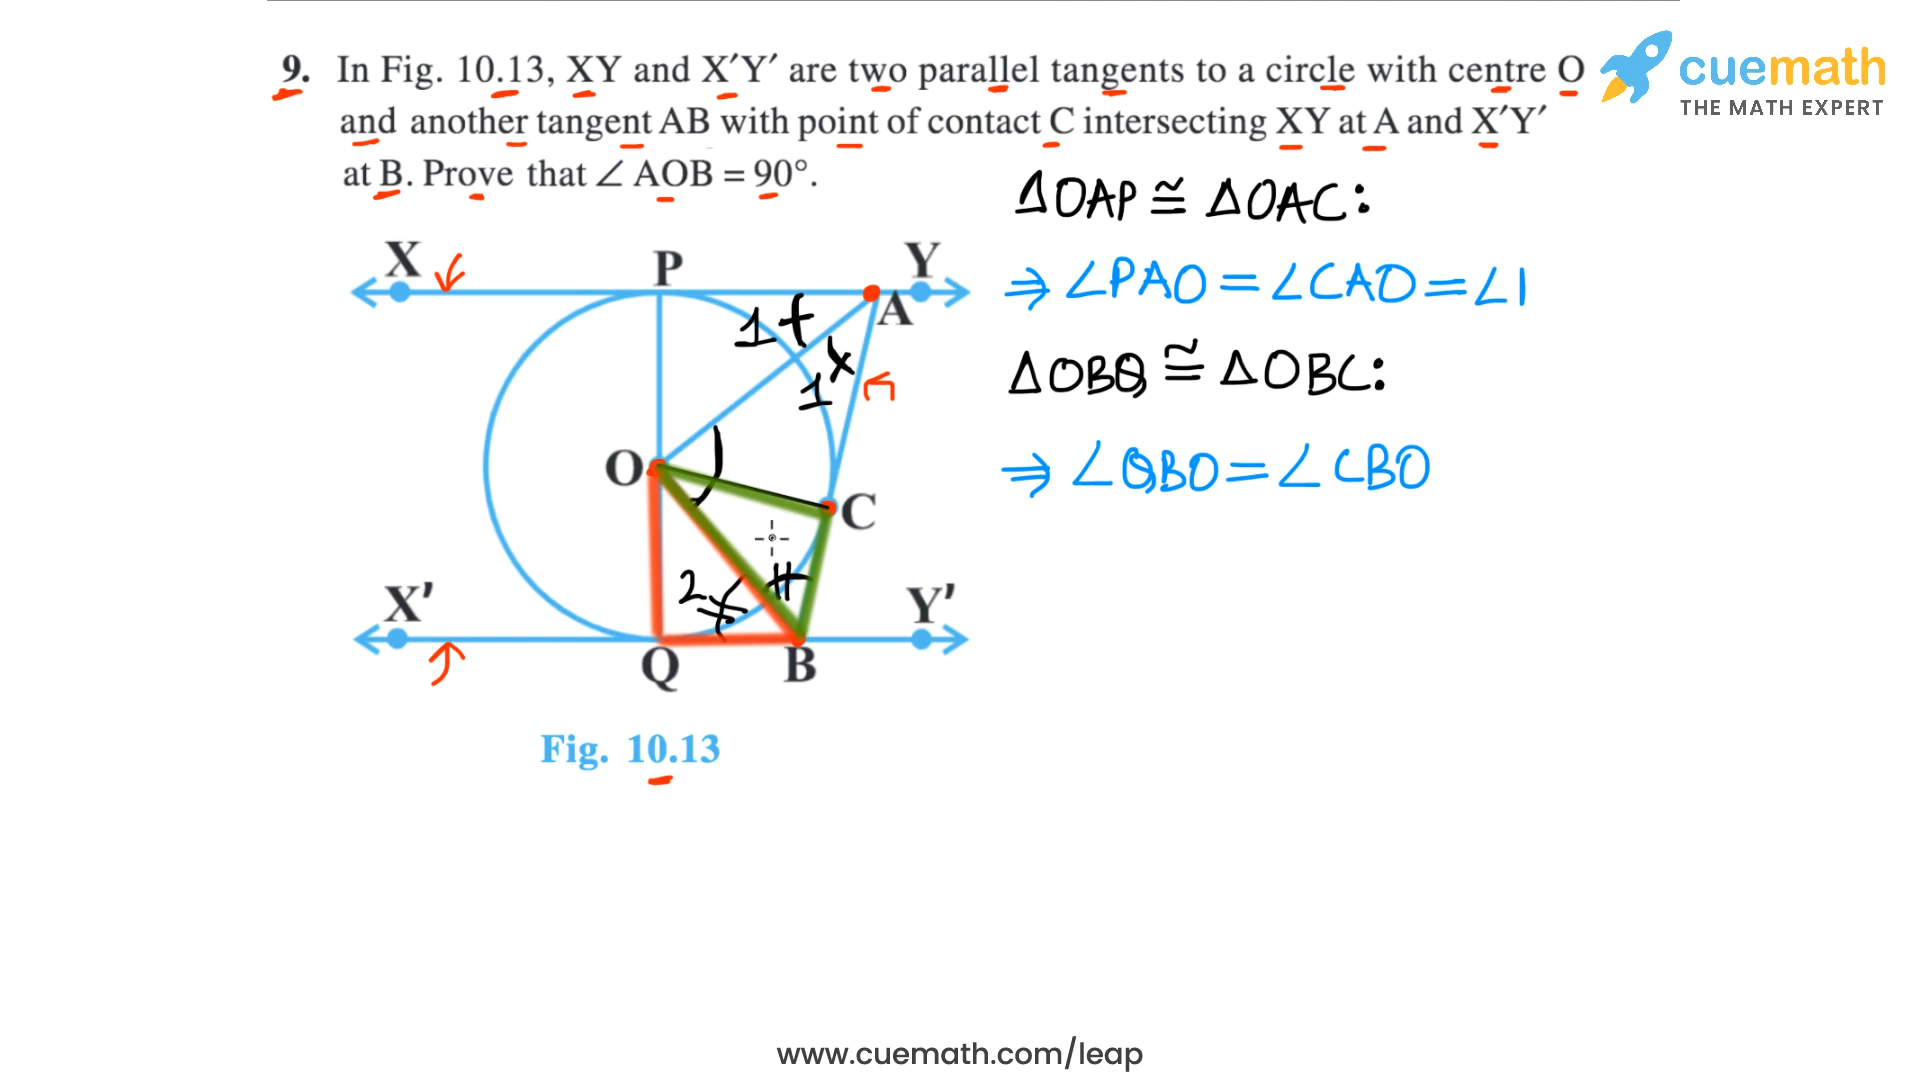 9. In Fig. 10.13, XY and X′Y′ are two parallel tangents to a circle with centre O
and another tangent AB with point of contact C intersecting XY at A and X′Y′
at B. Prove that ∠ AOB = 90°.
cuemath
THE MATH EXPERT
ΔOAP ≅ ΔOAC:
⇒ ∠PAO = ∠CAO = ∠1
ΔOBQ ≅ ΔOBC:
⇒ ∠QBO = ∠CBO
X P Y
A
1
1
O
C
2
X' Y'
Q B
Fig. 10.13
www.cuemath.com/leap